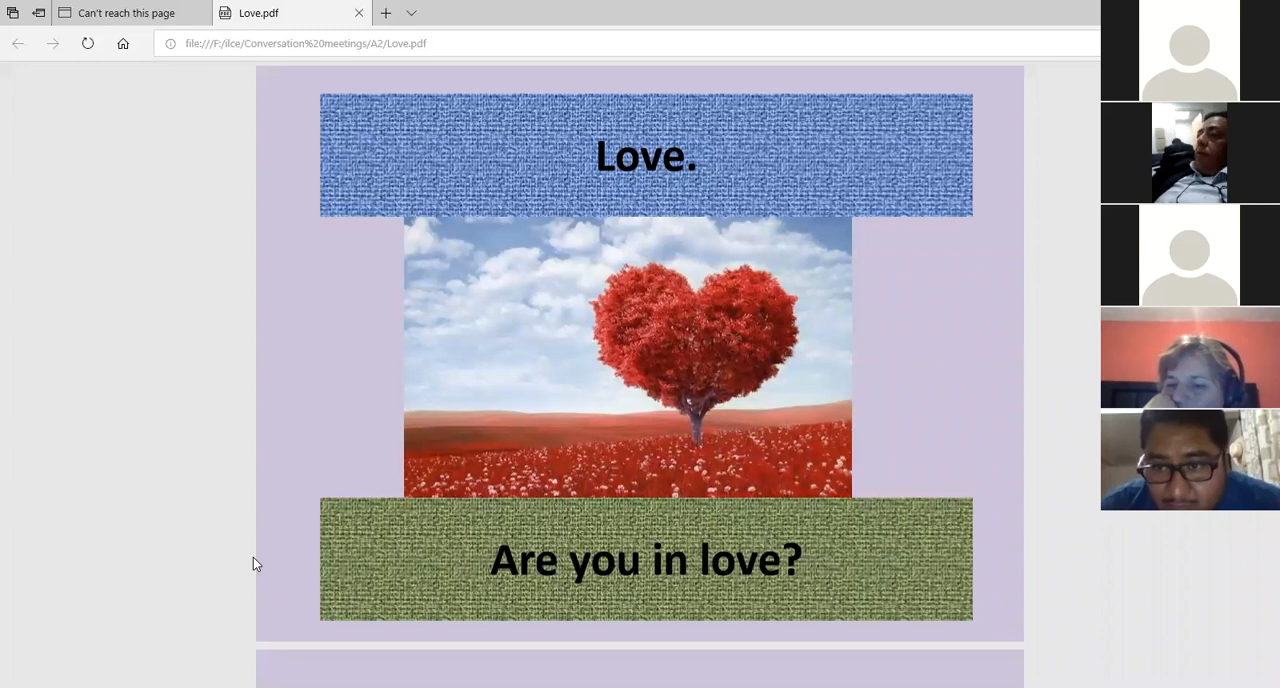 Can't reach this page
Love.pdf
file:///F:/ilce/Conversation%20meetings/A2/Love.pdf
Love.
Are you in love?